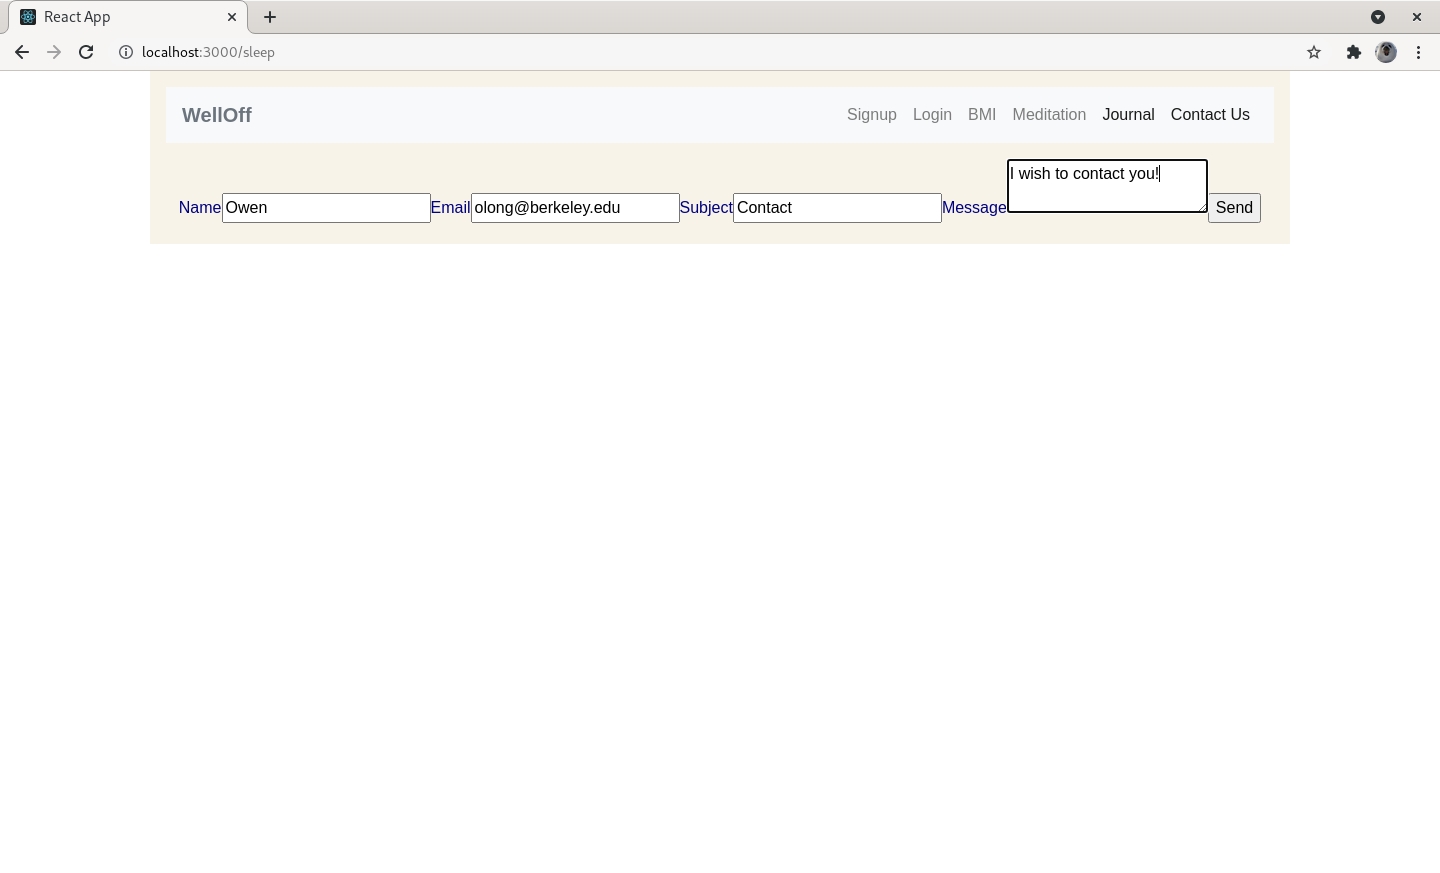 React App
localhost:3000/sleep
WellOff Signup Login BMI Meditation Journal Contact Us
Name Owen Email olong@berkeley.edu Subject Contact Message I wish to contact you! Send